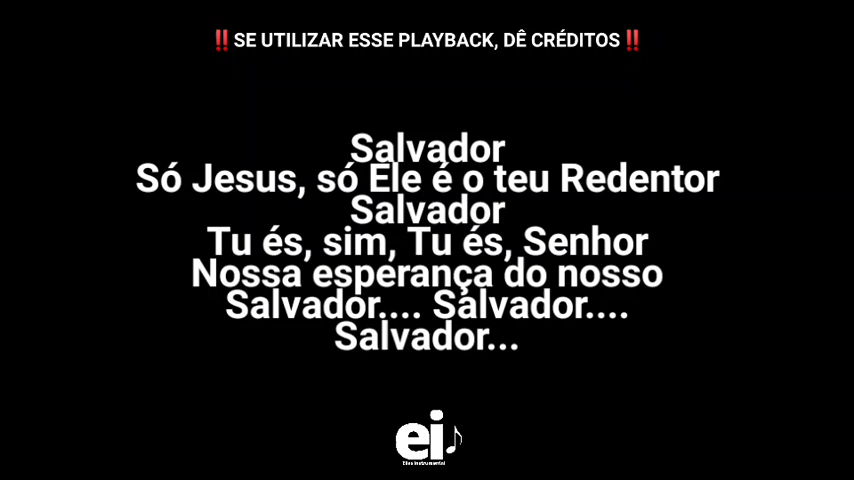 ‼️SE UTILIZAR ESSE PLAYBACK, DÊ CRÉDITOS‼️
Salvador
Só Jesus, só Ele é o teu Redentor
Salvador
Tu és, sim, Tu és, Senhor
Nossa esperança do nosso
Salvador.... Salvador....
Salvador...
ei